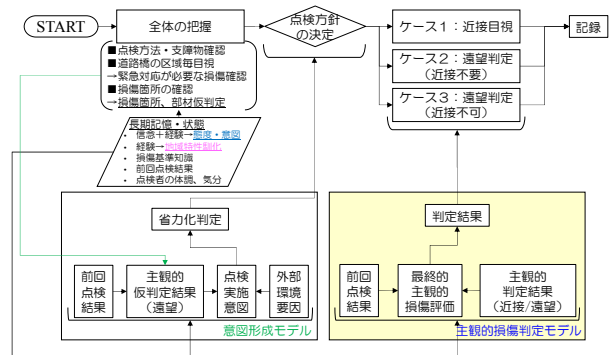 START
全体の把握
点検方針
の決定
ケース1：近接目視
記録
ケース2：遠望判定
（近接不要）
ケース3：遠望判定
（近接不可）
■点検方法・支障物確認
■道路橋の区域毎目視
→緊急対応が必要な損傷確認
■損傷箇所の確認
→損傷箇所、部材仮判定
長期記憶・状態
・ 信念＋経験→態度・意図
・ 経験→地域特性馴化
・ 損傷基準知識
・ 前回点検結果
・ 点検者の体調、気分
省力化判定
前回
点検
結果
主観的
仮判定結果
（遠望）
点検
実施
意図
外部
環境
要因
意図形成モデル
判定結果
前回
点検
結果
最終的
主観的
損傷評価
主観的
判定結果
（近接/遠望）
主観的損傷判定モデル